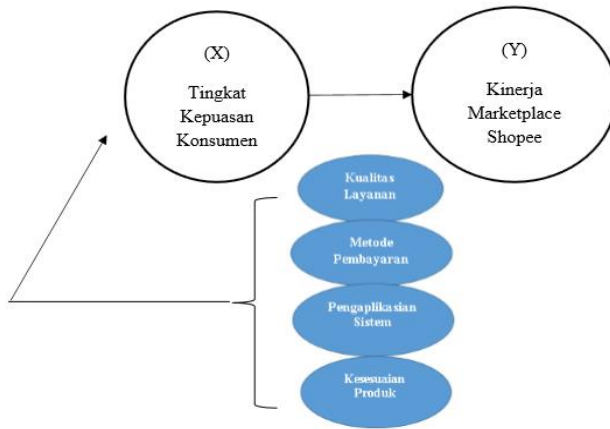 (X)
Tingkat
Kepuasan
Konsumen
(Y)
Kinerja
Marketplace
Shopee
Kualitas
Layanan
Metode
Pembayaran
Pengaplikasian
Sistem
Kesesuaian
Produk